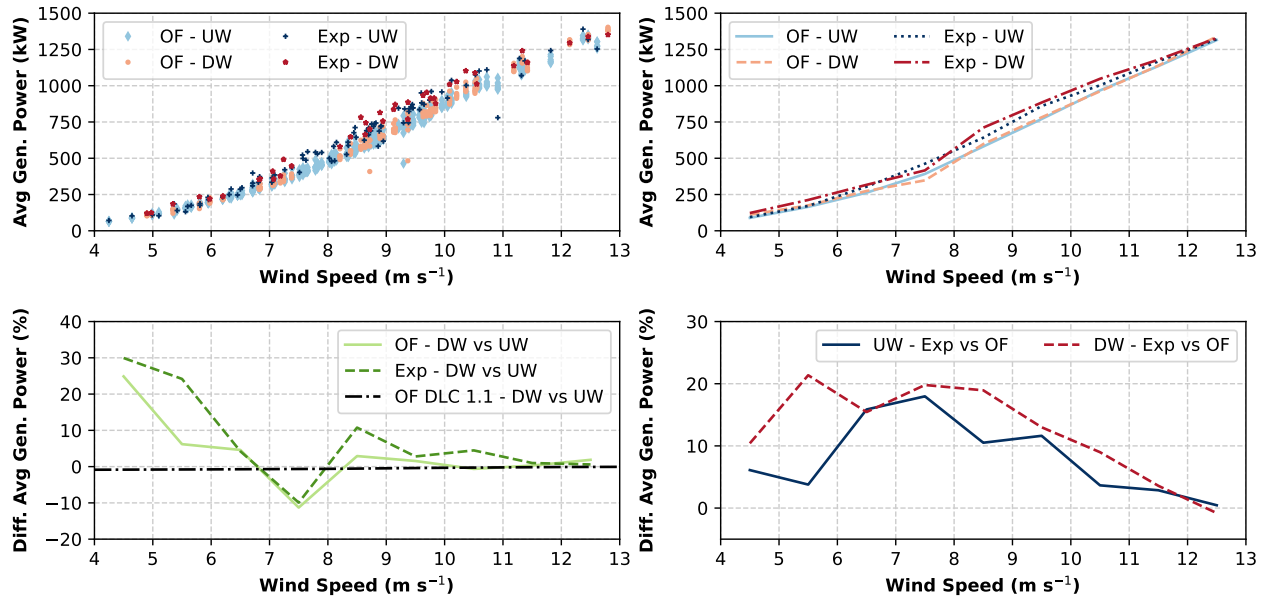 Avg Gen. Power (kW)
1500
1250
1000
750
500
250
0
OF - UW
OF - DW
Exp - UW
Exp - DW
4 5 6 7 8 9 10 11 12 13
Wind Speed (m s⁻¹)
Avg Gen. Power (kW)
1500
1250
1000
750
500
250
0
OF - UW
OF - DW
Exp - UW
Exp - DW
4 5 6 7 8 9 10 11 12 13
Wind Speed (m s⁻¹)
Diff. Avg Gen. Power (%)
40
30
20
10
0
−10
−20
OF - DW vs UW
Exp - DW vs UW
OF DLC 1.1 - DW vs UW
4 5 6 7 8 9 10 11 12 13
Wind Speed (m s⁻¹)
Diff. Avg Gen. Power (%)
30
20
10
0
UW - Exp vs OF
DW - Exp vs OF
4 5 6 7 8 9 10 11 12 13
Wind Speed (m s⁻¹)